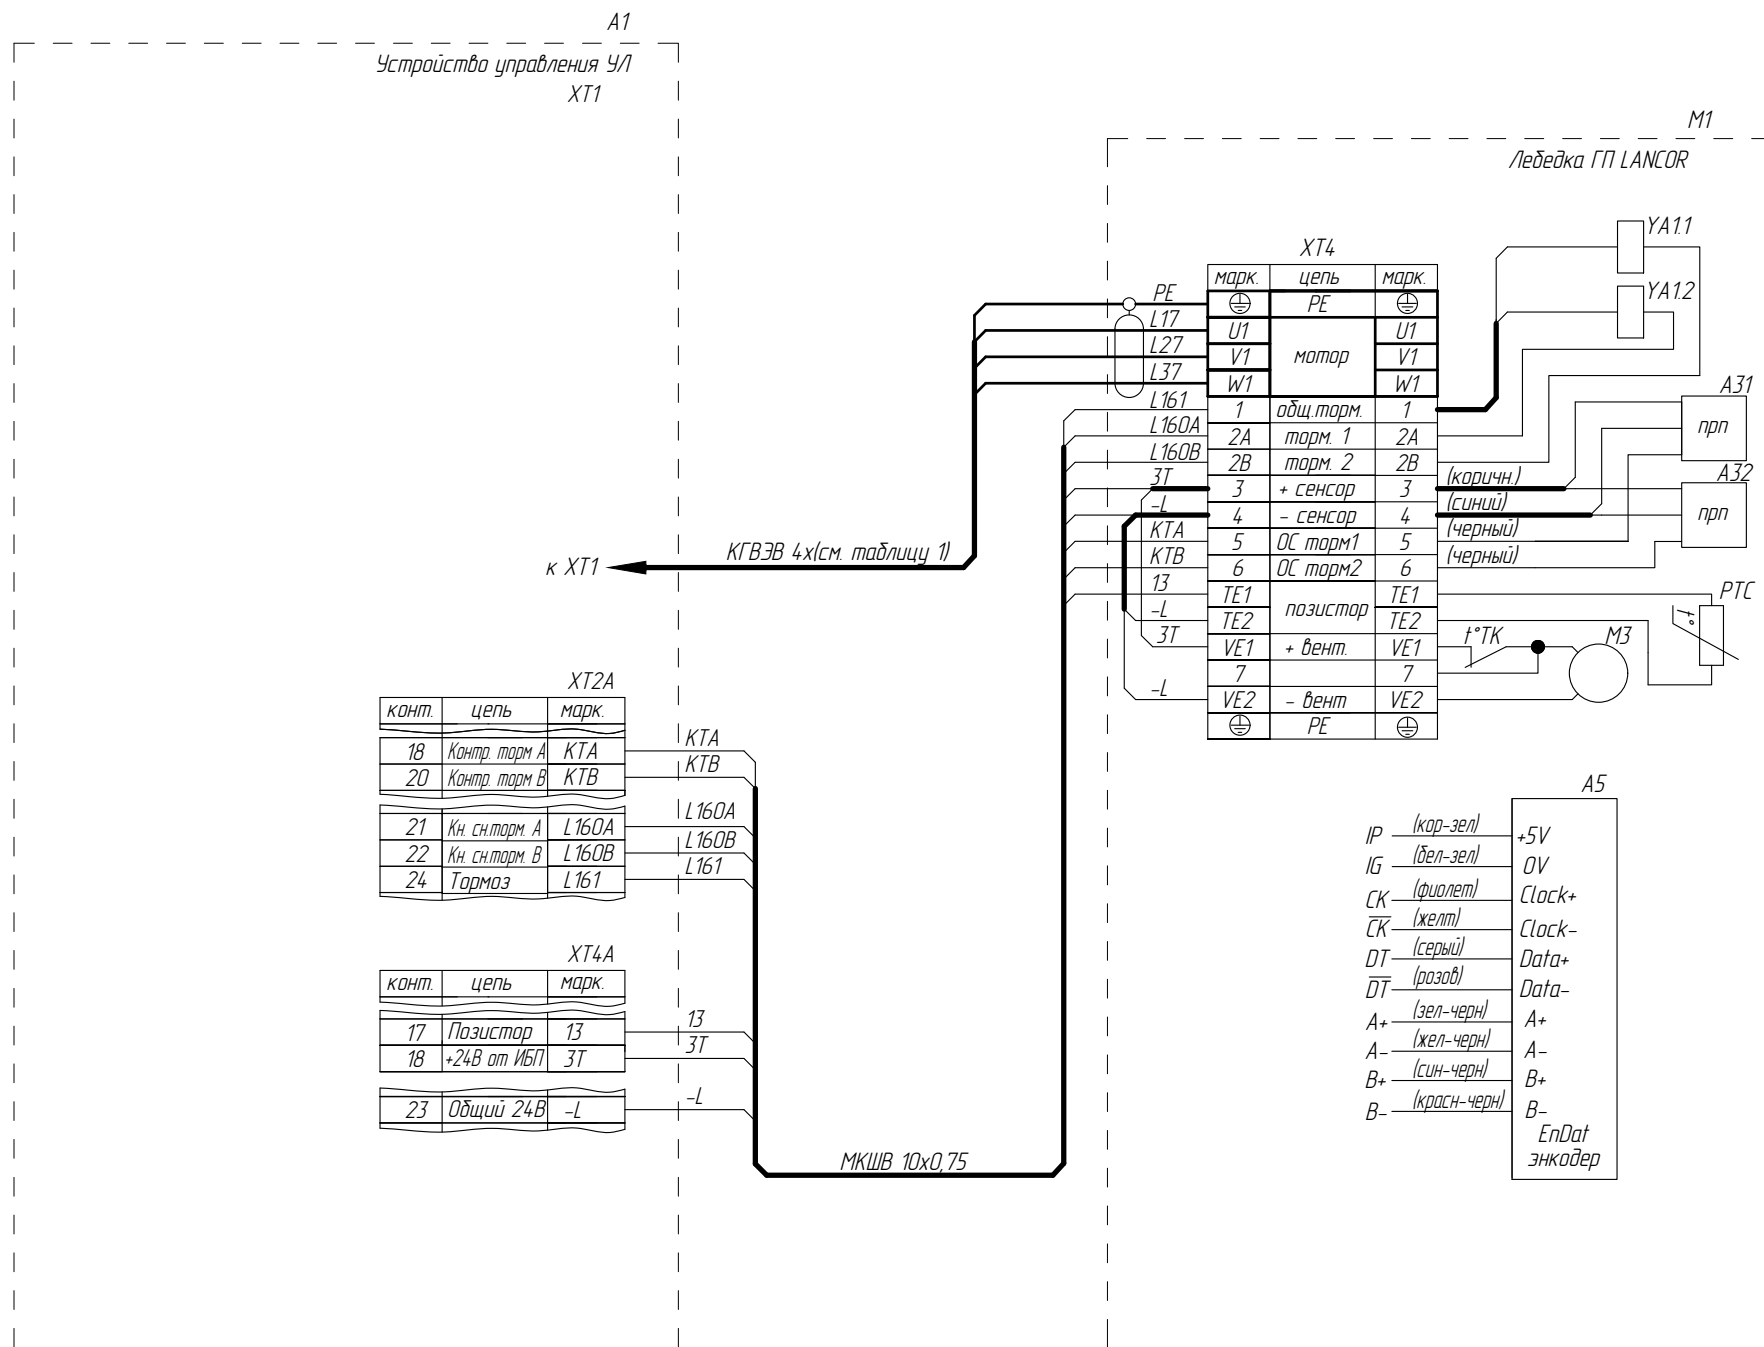 A1
Устройство управления УЛ
XT1
M1
Лебедка ГП LANCOR
XT4
марк. цепь марк.
PE PE
L17 U1 мотор U1
L27 V1 V1
L37 W1 W1
L161 1 общ.торм. 1
L160A 2A торм. 1 2A
L160B 2B торм. 2 2B
3T 3 + сенсор 3 (коричн.)
-L 4 - сенсор 4 (синий)
KTA 5 ОС торм1 5 (черный)
KTB 6 ОС торм2 6 (черный)
13 TE1 позистор TE1
-L TE2 TE2
3T VE1 + вент. VE1
7 7
-L VE2 - вент VE2
PE
YA1.1
YA1.2
A31
прп
A32
прп
PTC
t°
t°TK
M3
КГВЭВ 4х(см. таблицу 1)
к XT1
XT2A
конт. цепь марк.
18 Контр. торм А KTA KTA
20 Контр. торм В KTB KTB
21 Кн. сн.торм. А L160A L160A
22 Кн. сн.торм. В L160B L160B
24 Тормоз L161 L161
XT4A
конт. цепь марк.
17 Позистор 13 13
18 +24В от ИБП 3T 3T
23 Общий 24В -L -L
МКШВ 10х0,75
A5
IP (кор-зел) +5V
IG (бел-зел) 0V
CK (фиолет) Clock+
C̅K̅ (желт) Clock-
DT (серый) Data+
D̅T̅ (розов) Data-
A+ (зел-черн) A+
A- (жел-черн) A-
B+ (син-черн) B+
B- (красн-черн) B-
EnDat
энкодер